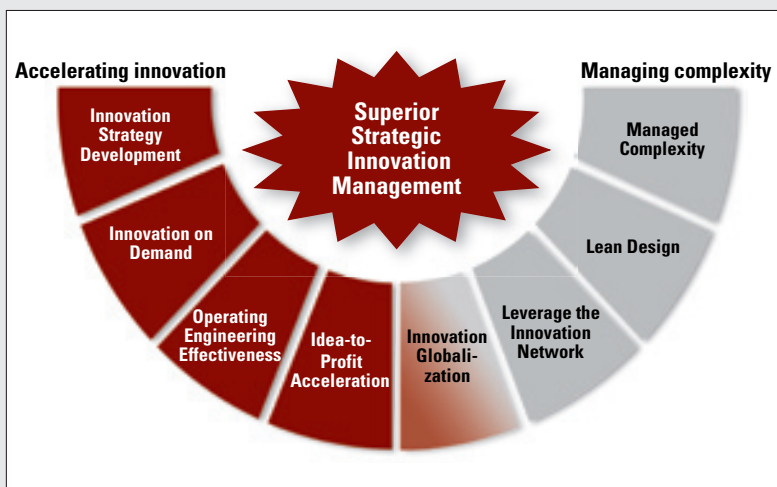 Accelerating innovation
Managing complexity
Superior
Strategic
Innovation
Management
Innovation
Strategy
Development
Innovation on
Demand
Operating
Engineering
Effectiveness
Idea-to-
Profit
Acceleration
Innovation
Globali-
zation
Leverage the
Innovation
Network
Lean Design
Managed
Complexity